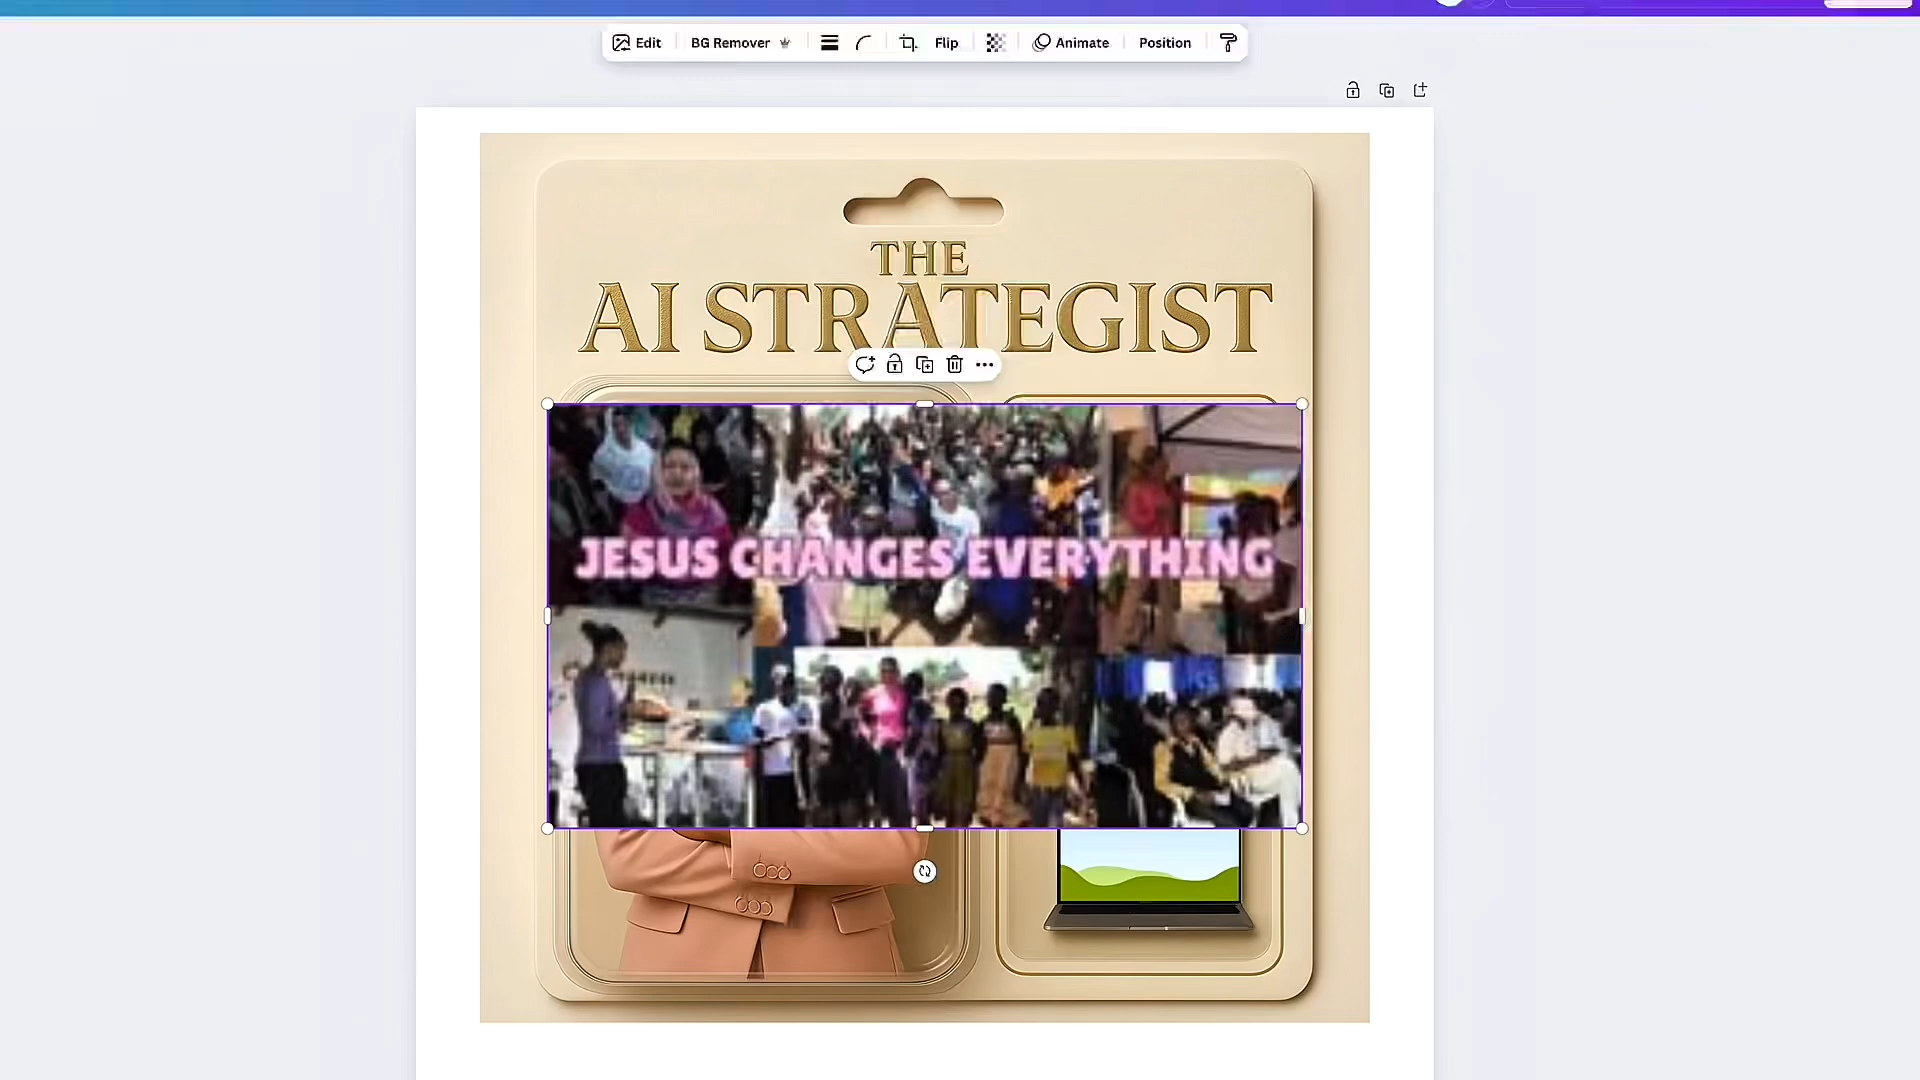 Edit
BG Remover
Flip
Animate
Position
THE
AI STRATEGIST
JESUS CHANGES EVERYTHING